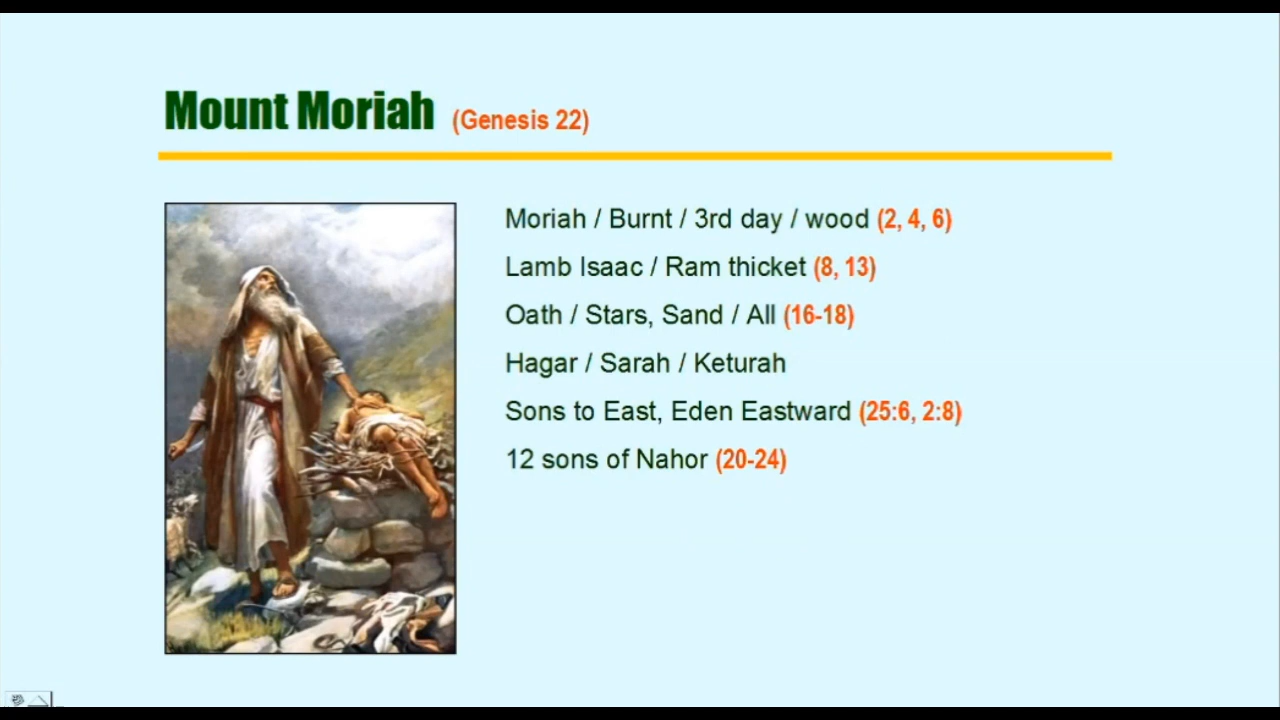 Mount Moriah (Genesis 22)
Moriah / Burnt / 3rd day / wood (2, 4, 6)
Lamb Isaac / Ram thicket (8, 13)
Oath / Stars, Sand / All (16-18)
Hagar / Sarah / Keturah
Sons to East, Eden Eastward (25:6, 2:8)
12 sons of Nahor (20-24)